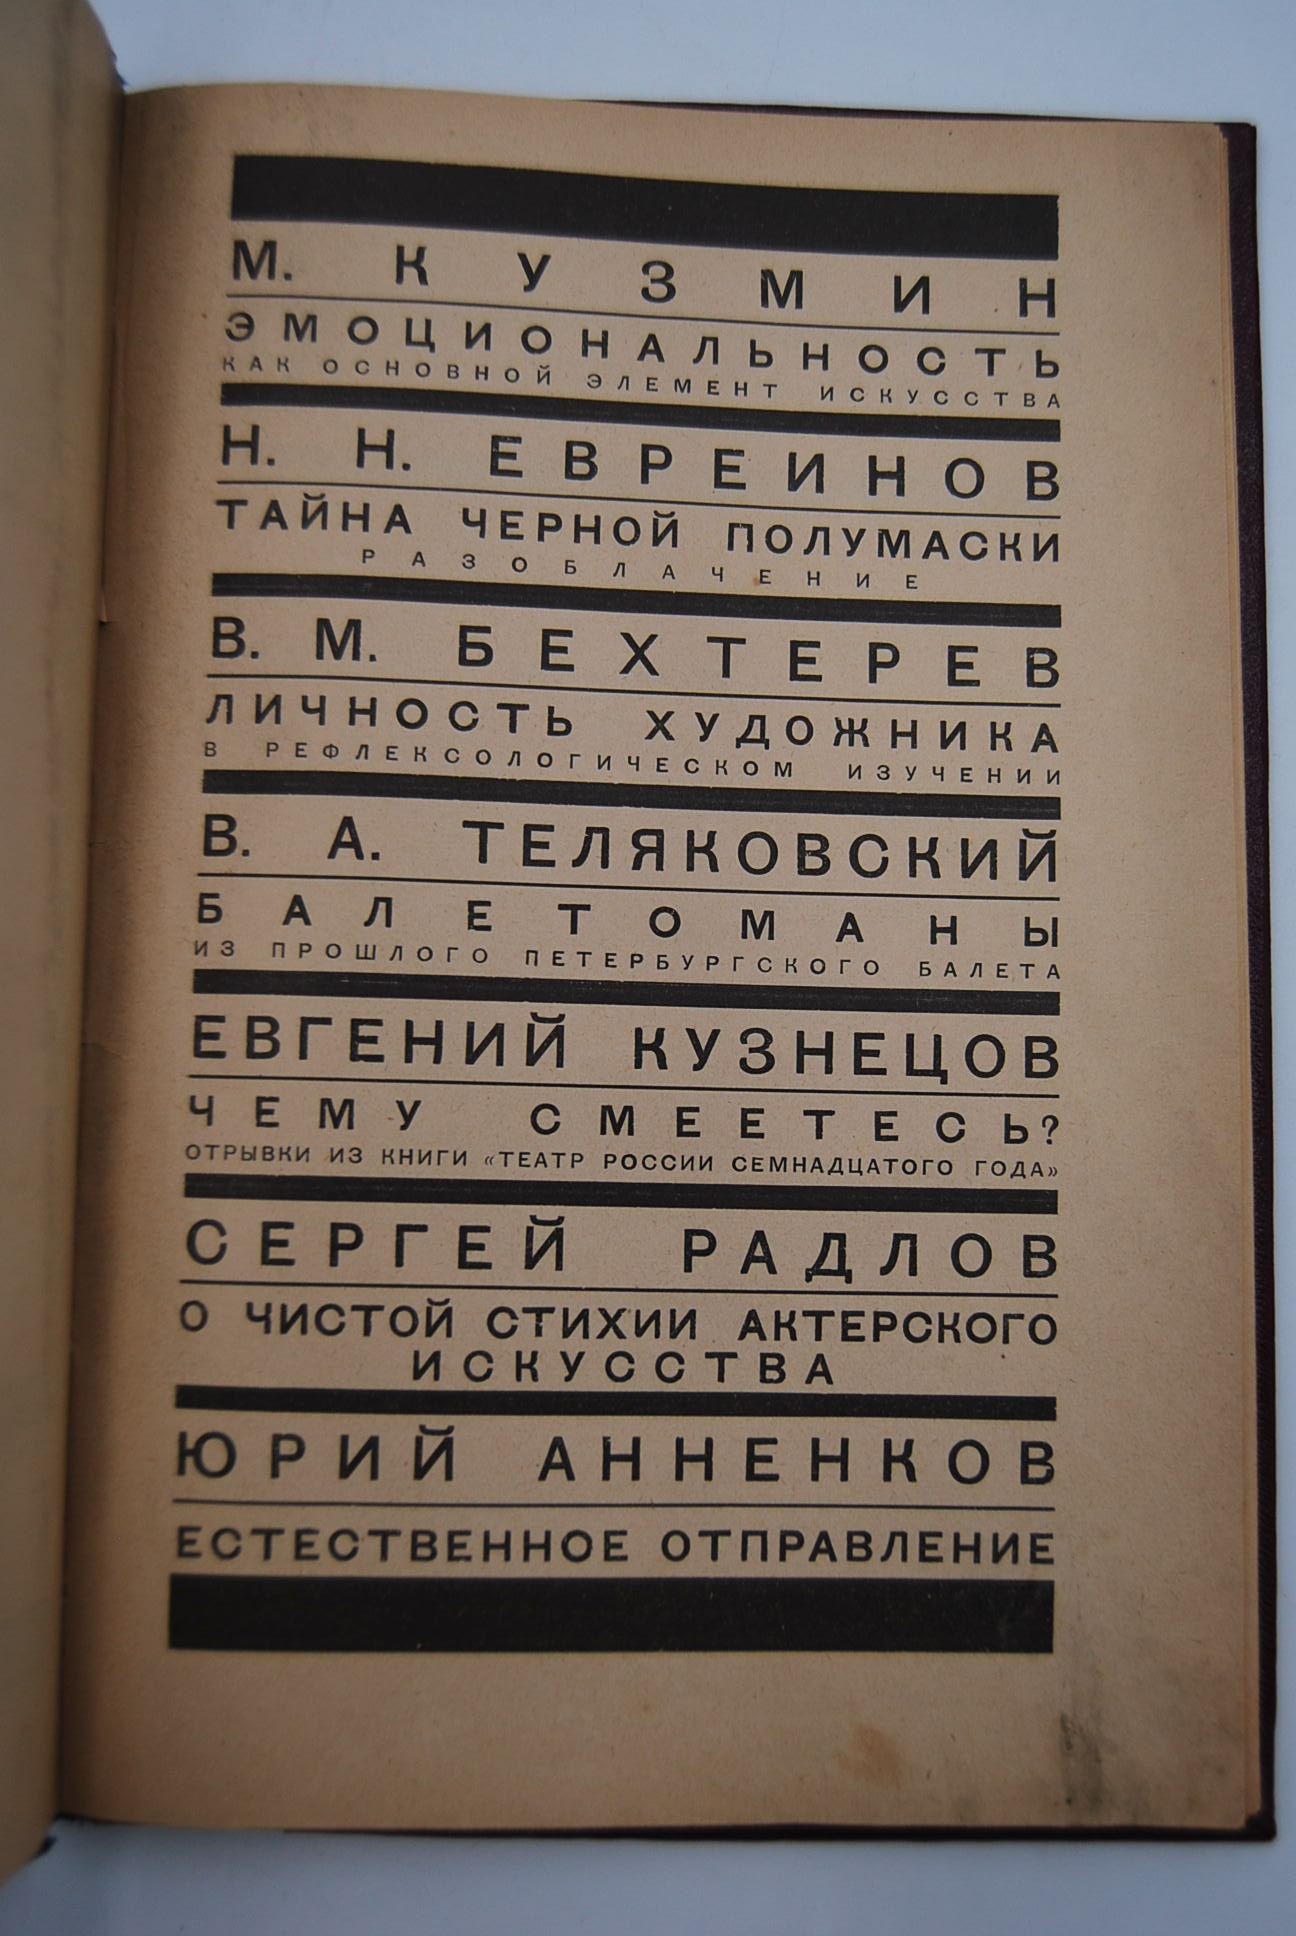 М. КУЗМИН
ЭМОЦИОНАЛЬНОСТЬ
КАК ОСНОВНОЙ ЭЛЕМЕНТ ИСКУССТВА
Н. Н. ЕВРЕИНОВ
ТАЙНА ЧЕРНОЙ ПОЛУМАСКИ
РАЗОБЛАЧЕНИЕ
В. М. БЕХТЕРЕВ
ЛИЧНОСТЬ ХУДОЖНИКА
В РЕФЛЕКСОЛОГИЧЕСКОМ ИЗУЧЕНИИ
В. А. ТЕЛЯКОВСКИЙ
БАЛЕТОМАНЫ
ИЗ ПРОШЛОГО ПЕТЕРБУРГСКОГО БАЛЕТА
ЕВГЕНИЙ КУЗНЕЦОВ
ЧЕМУ СМЕЕТЕСЬ?
ОТРЫВКИ ИЗ КНИГИ «ТЕАТР РОССИИ СЕМНАДЦАТОГО ГОДА»
СЕРГЕЙ РАДЛОВ
О ЧИСТОЙ СТИХИИ АКТЕРСКОГО
ИСКУССТВА
ЮРИЙ АННЕНКОВ
ЕСТЕСТВЕННОЕ ОТПРАВЛЕНИЕ